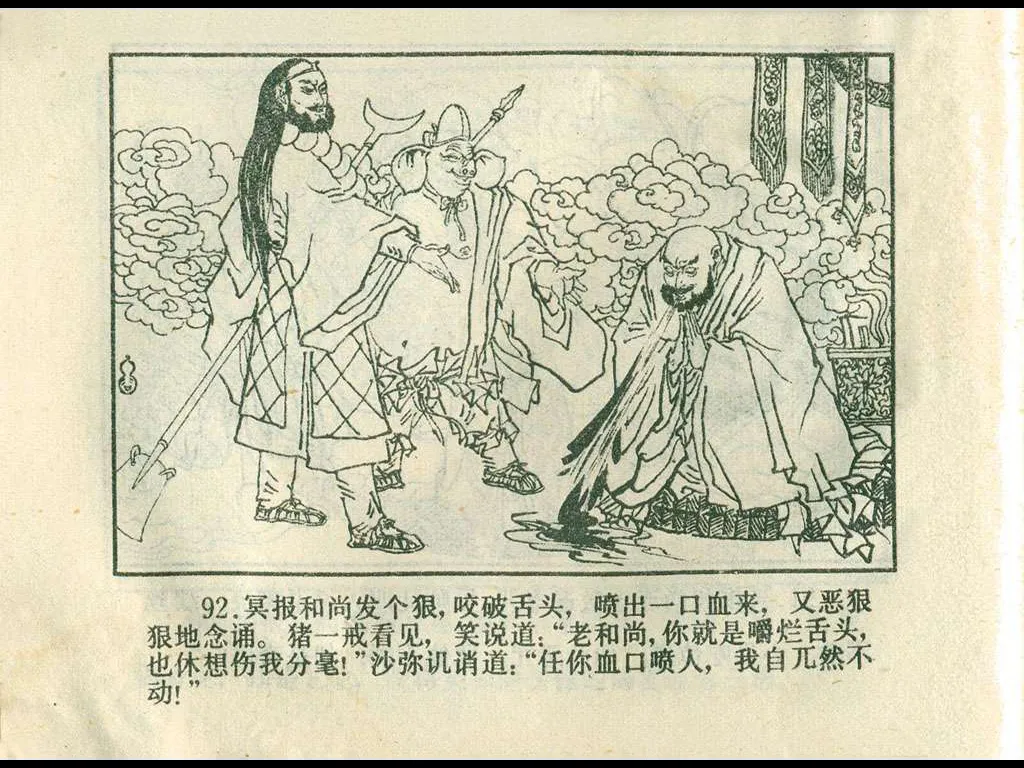 92.冥报和尚发个狠,咬破舌头,喷出一口血来,又恶狠
狠地念诵。猪一戒看见,笑说道:“老和尚,你就是嚼烂舌头,
也休想伤我分毫!”沙弥讥诮道:“任你血口喷人,我自兀然不
动!”